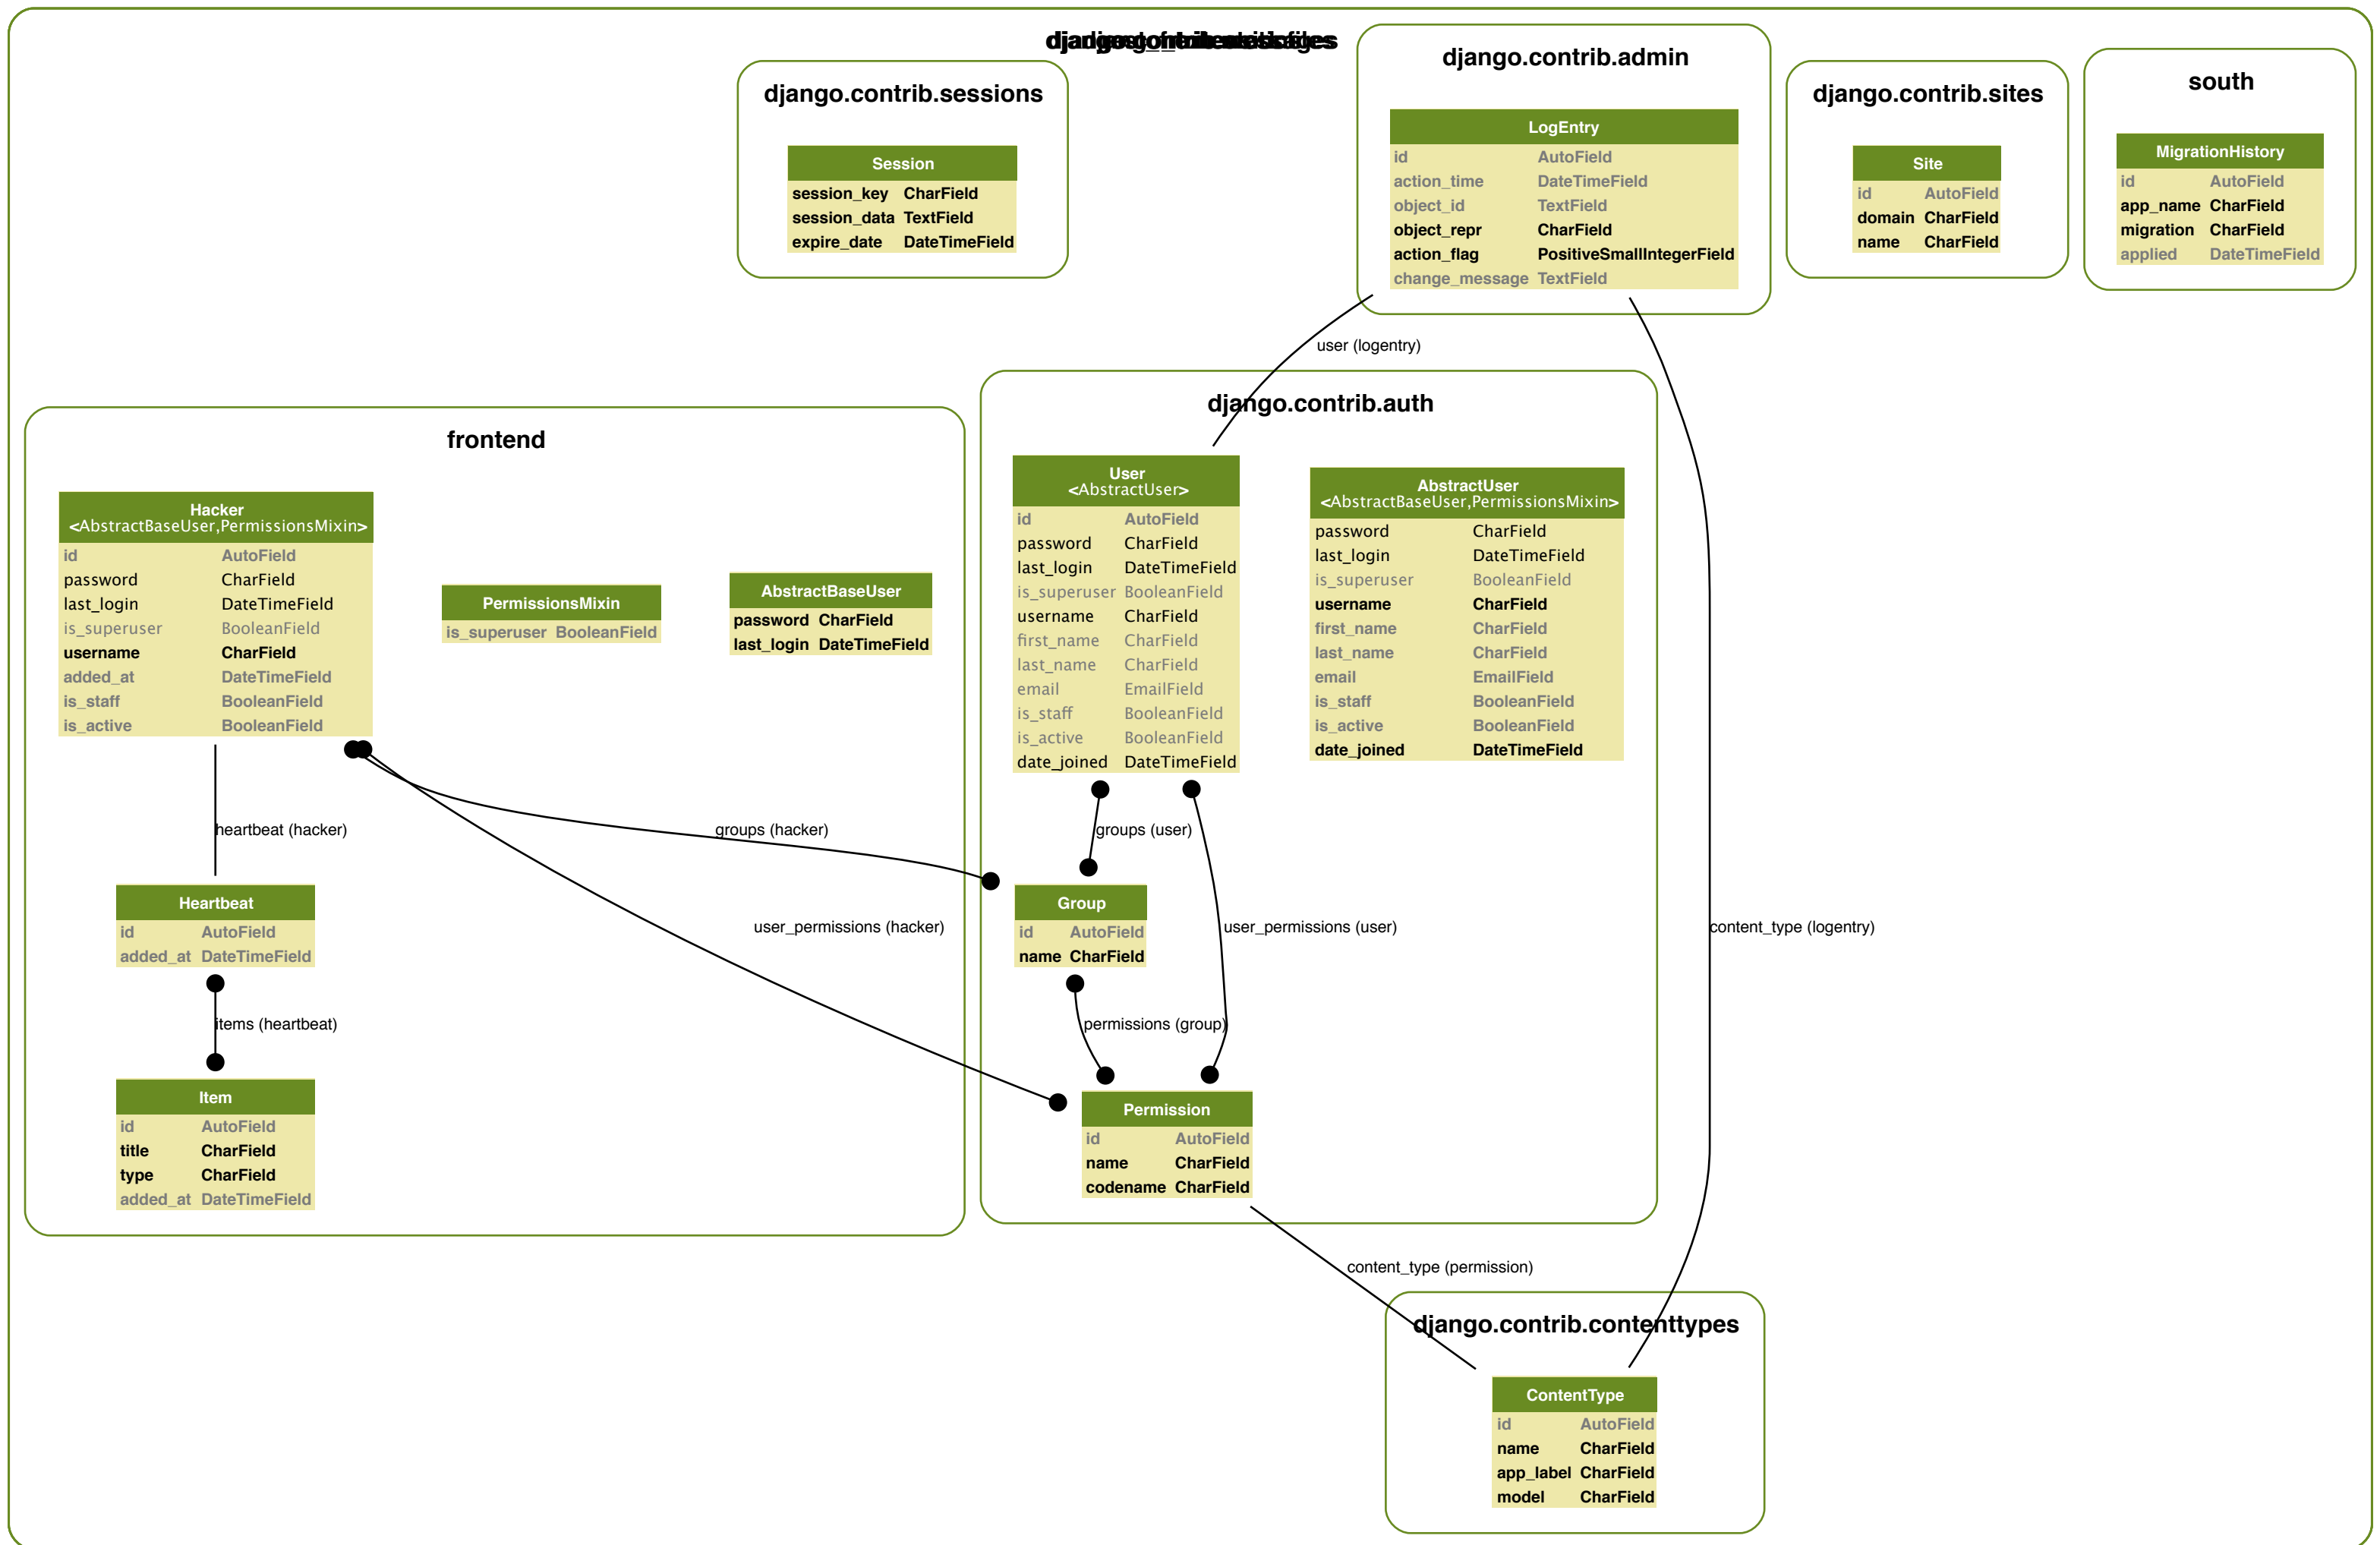 django.contrib.sessions
Session
session_key CharField
session_data TextField
expire_date DateTimeField
django.contrib.admin
LogEntry
id AutoField
action_time DateTimeField
object_id TextField
object_repr CharField
action_flag PositiveSmallIntegerField
change_message TextField
django.contrib.sites
Site
id AutoField
domain CharField
name CharField
south
MigrationHistory
id AutoField
app_name CharField
migration CharField
applied DateTimeField
user (logentry)
frontend
Hacker
<AbstractBaseUser,PermissionsMixin>
id AutoField
password CharField
last_login DateTimeField
is_superuser BooleanField
username CharField
added_at DateTimeField
is_staff BooleanField
is_active BooleanField
PermissionsMixin
is_superuser BooleanField
AbstractBaseUser
password CharField
last_login DateTimeField
heartbeat (hacker)
groups (hacker)
user_permissions (hacker)
Heartbeat
id AutoField
added_at DateTimeField
items (heartbeat)
Item
id AutoField
title CharField
type CharField
added_at DateTimeField
django.contrib.auth
User
<AbstractUser>
id AutoField
password CharField
last_login DateTimeField
is_superuser BooleanField
username CharField
first_name CharField
last_name CharField
email EmailField
is_staff BooleanField
is_active BooleanField
date_joined DateTimeField
AbstractUser
<AbstractBaseUser,PermissionsMixin>
password CharField
last_login DateTimeField
is_superuser BooleanField
username CharField
first_name CharField
last_name CharField
email EmailField
is_staff BooleanField
is_active BooleanField
date_joined DateTimeField
groups (user)
Group
id AutoField
name CharField
user_permissions (user)
content_type (logentry)
permissions (group)
Permission
id AutoField
name CharField
codename CharField
content_type (permission)
django.contrib.contenttypes
ContentType
id AutoField
name CharField
app_label CharField
model CharField